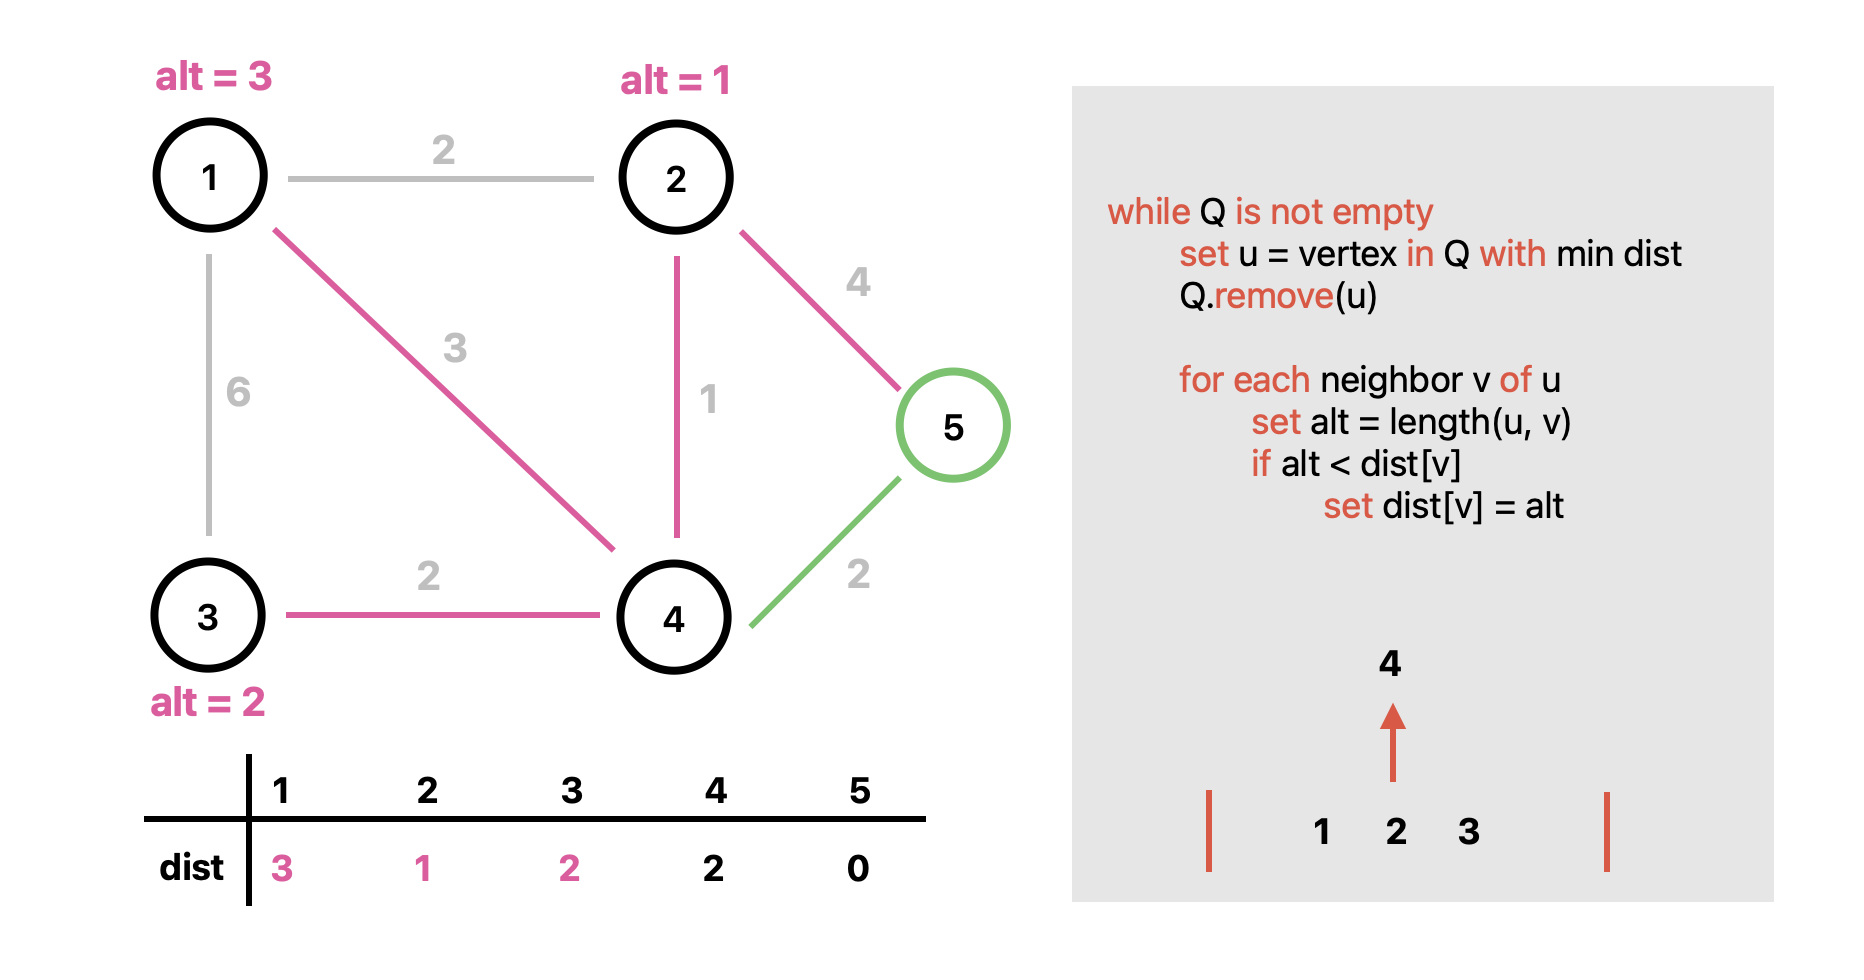 alt = 3
alt = 1
1
2
2
4
3
6
1
5
2
2
3
4
alt = 2
1 2 3 4 5
dist 3 1 2 2 0
while Q is not empty
set u = vertex in Q with min dist
Q.remove(u)
for each neighbor v of u
set alt = length(u, v)
if alt < dist[v]
set dist[v] = alt
4
1 2 3